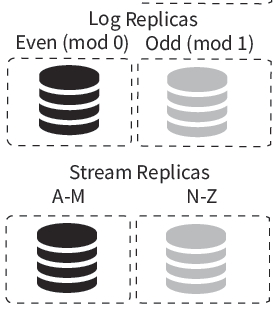 Log Replicas
Even (mod 0) Odd (mod 1)
Stream Replicas
A-M N-Z